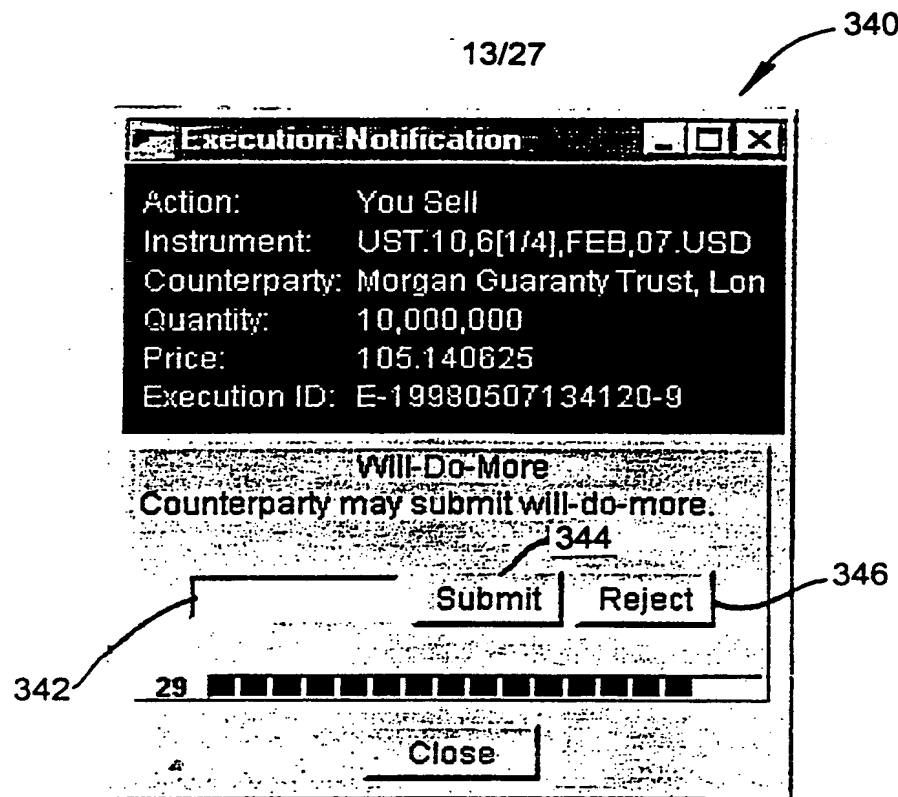 340
13/27
Execution Notification
Action: You Sell
Instrument: UST.10,6[1/4],FEB,07.USD
Counterparty: Morgan Guaranty Trust, Lon
Quantity: 10,000,000
Price: 105.140625
Execution ID: E-19980507134120-9
Will-Do-More
Counterparty may submit will-do-more.
344
Submit Reject
346
342
29
Close